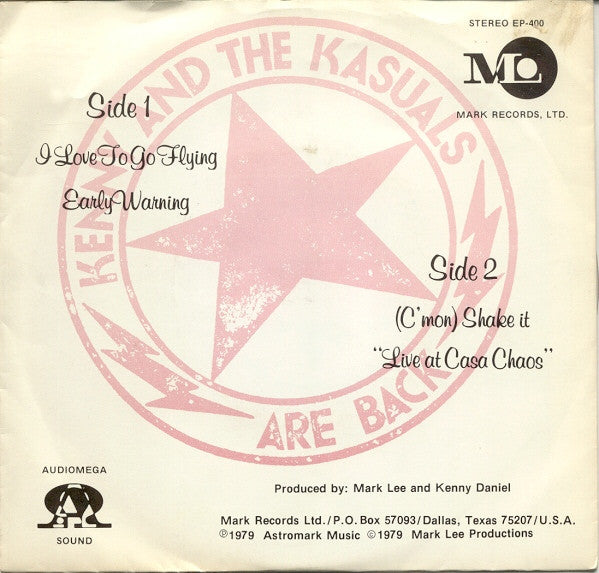 STEREO EP-400
ML
MARK RECORDS, LTD.
KENNY AND THE KASUALS
ARE BACK
Side 1
I Love To Go Flying
Early Warning
Side 2
(C'mon) Shake it
"Live at Casa Chaos"
AUDIOMEGA
SOUND
Produced by: Mark Lee and Kenny Daniel
Mark Records Ltd./P.O. Box 57093/Dallas, Texas 75207/U.S.A.
℗1979 Astromark Music ©1979 Mark Lee Productions